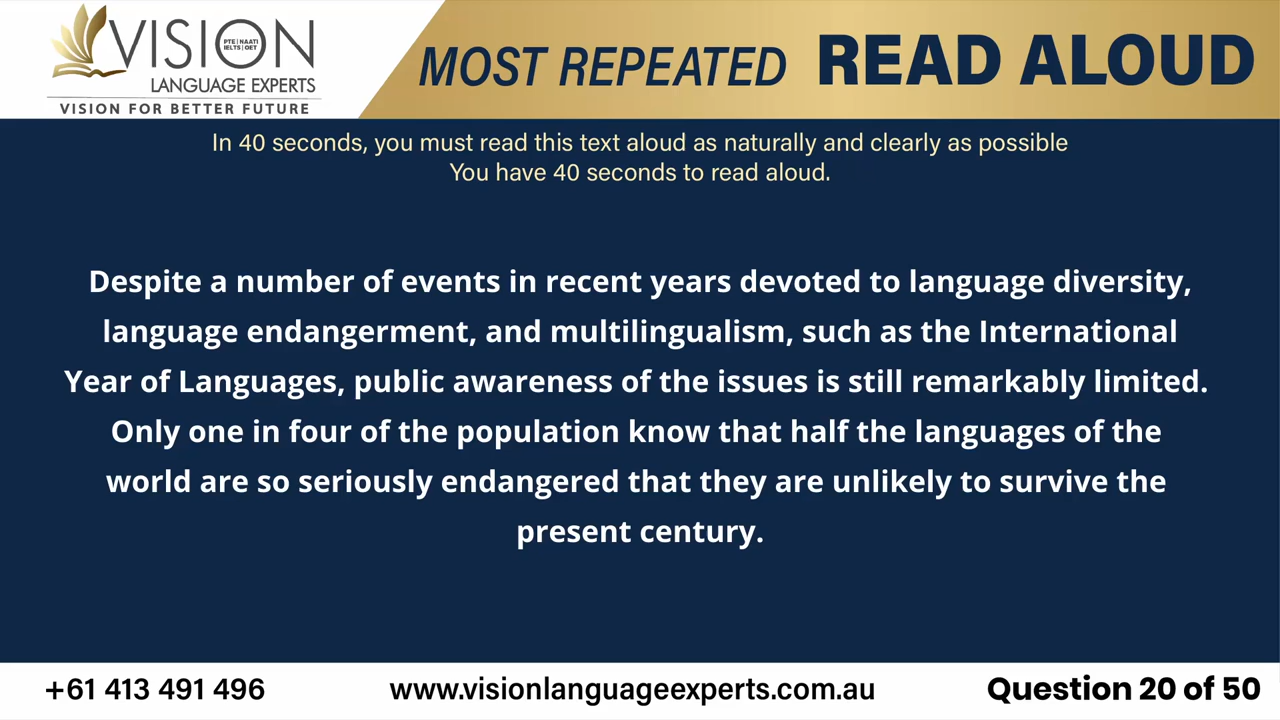 VISION
PTE | NAATI
IELTS | OET
LANGUAGE EXPERTS
VISION FOR BETTER FUTURE
MOST REPEATED READ ALOUD
In 40 seconds, you must read this text aloud as naturally and clearly as possible
You have 40 seconds to read aloud.
Despite a number of events in recent years devoted to language diversity,
language endangerment, and multilingualism, such as the International
Year of Languages, public awareness of the issues is still remarkably limited.
Only one in four of the population know that half the languages of the
world are so seriously endangered that they are unlikely to survive the
present century.
+61 413 491 496
www.visionlanguageexperts.com.au
Question 20 of 50